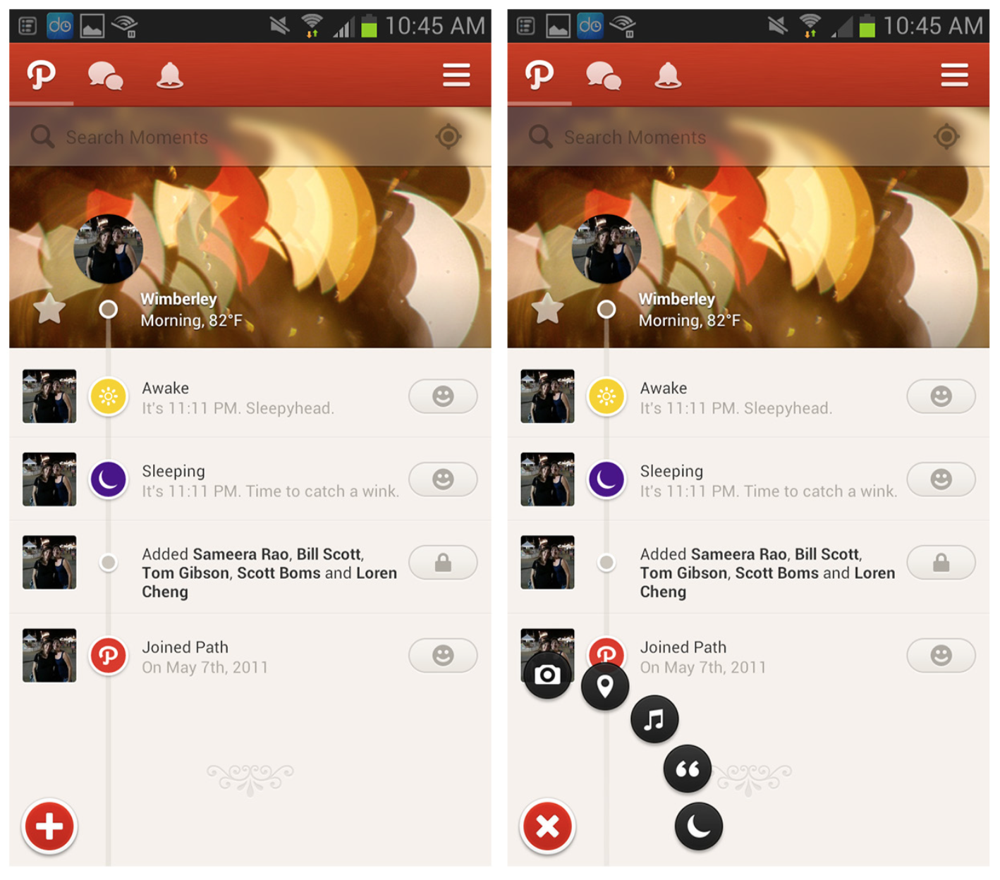 10:45 AM
Search Moments
Wimberley
Morning, 82°F
Awake
It's 11:11 PM. Sleepyhead.
Sleeping
It's 11:11 PM. Time to catch a wink.
Added Sameera Rao, Bill Scott,
Tom Gibson, Scott Boms and Loren
Cheng
Joined Path
On May 7th, 2011
10:45 AM
Search Moments
Wimberley
Morning, 82°F
Awake
It's 11:11 PM. Sleepyhead.
Sleeping
It's 11:11 PM. Time to catch a wink.
Added Sameera Rao, Bill Scott,
Tom Gibson, Scott Boms and Loren
Cheng
Joined Path
On May 7th, 2011